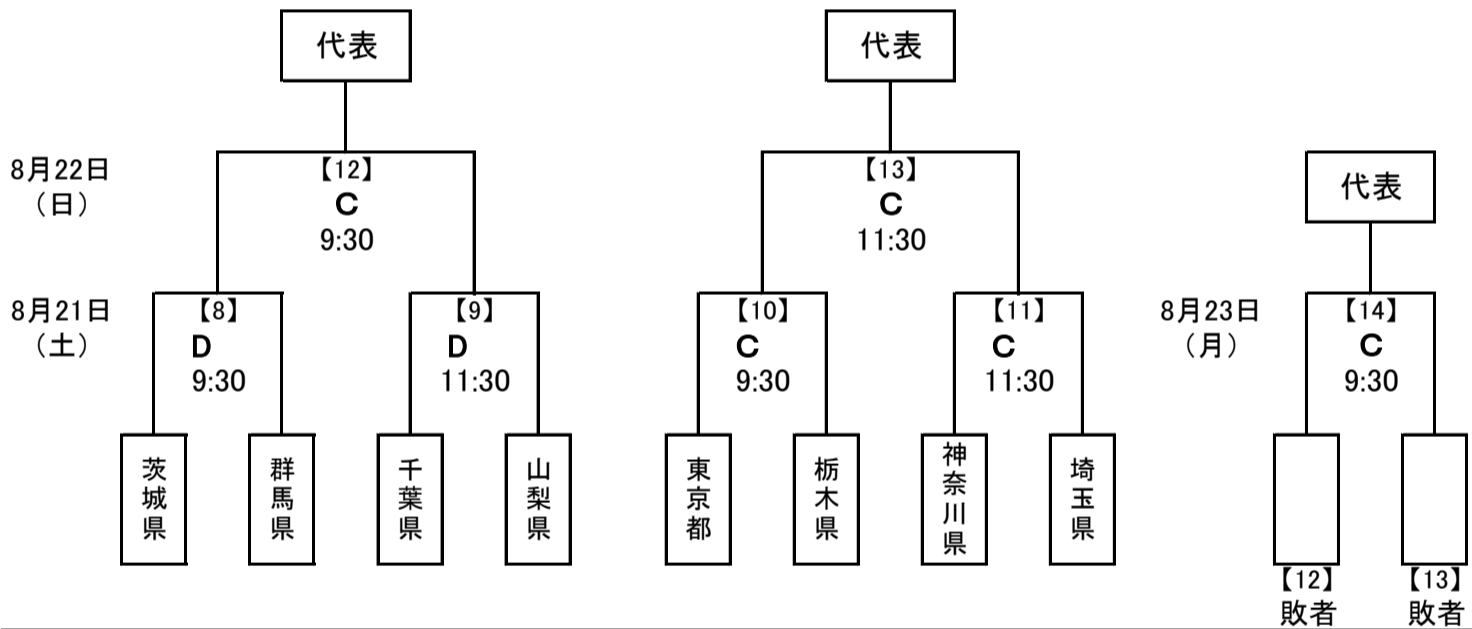 代表
代表
8月22日
（日）
【12】
C
9:30
【13】
C
11:30
代表
8月21日
（土）
【8】
D
9:30
【9】
D
11:30
【10】
C
9:30
【11】
C
11:30
8月23日
（月）
【14】
C
9:30
茨城県
群馬県
千葉県
山梨県
東京都
栃木県
神奈川県
埼玉県
【12】
敗者
【13】
敗者